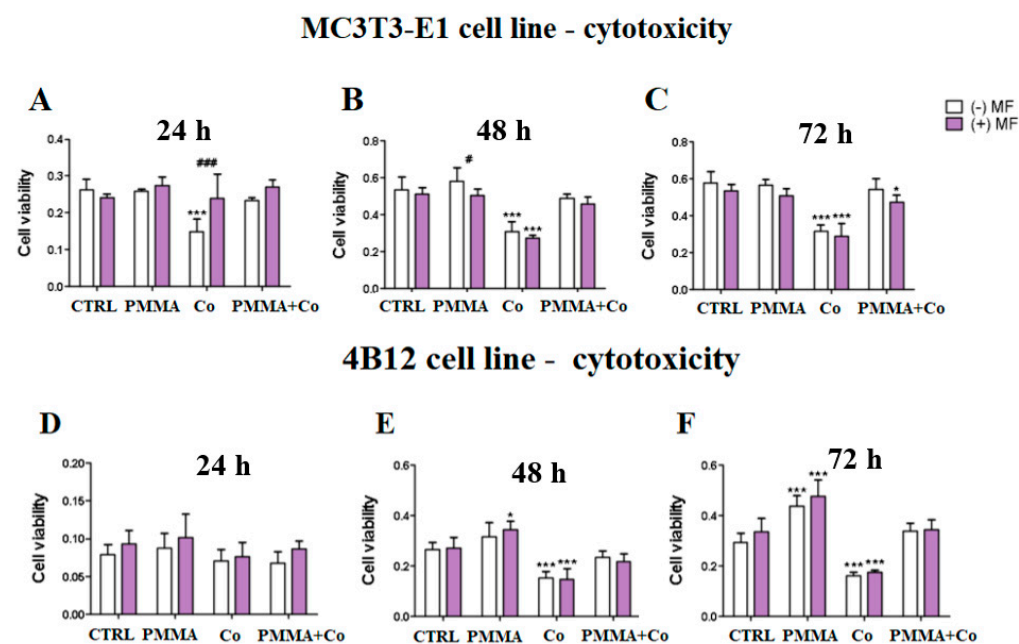 MC3T3-E1 cell line - cytotoxicity
A
24 h
Cell viability
0.4
0.3
0.2
0.1
0.0
***
###
CTRL PMMA Co PMMA+Co
B
48 h
Cell viability
0.8
0.6
0.4
0.2
0.0
#
***
***
CTRL PMMA Co PMMA+Co
C
72 h
Cell viability
0.8
0.6
0.4
0.2
0.0
*** ***
*
CTRL PMMA Co PMMA+Co
(-) MF
(+) MF
4B12 cell line - cytotoxicity
D
24 h
Cell viability
0.20
0.15
0.10
0.05
0.00
CTRL PMMA Co PMMA+Co
E
48 h
Cell viability
0.6
0.4
0.2
0.0
*
*** ***
CTRL PMMA Co PMMA+Co
F
72 h
Cell viability
0.6
0.4
0.2
0.0
***
***
*** ***
CTRL PMMA Co PMMA+Co